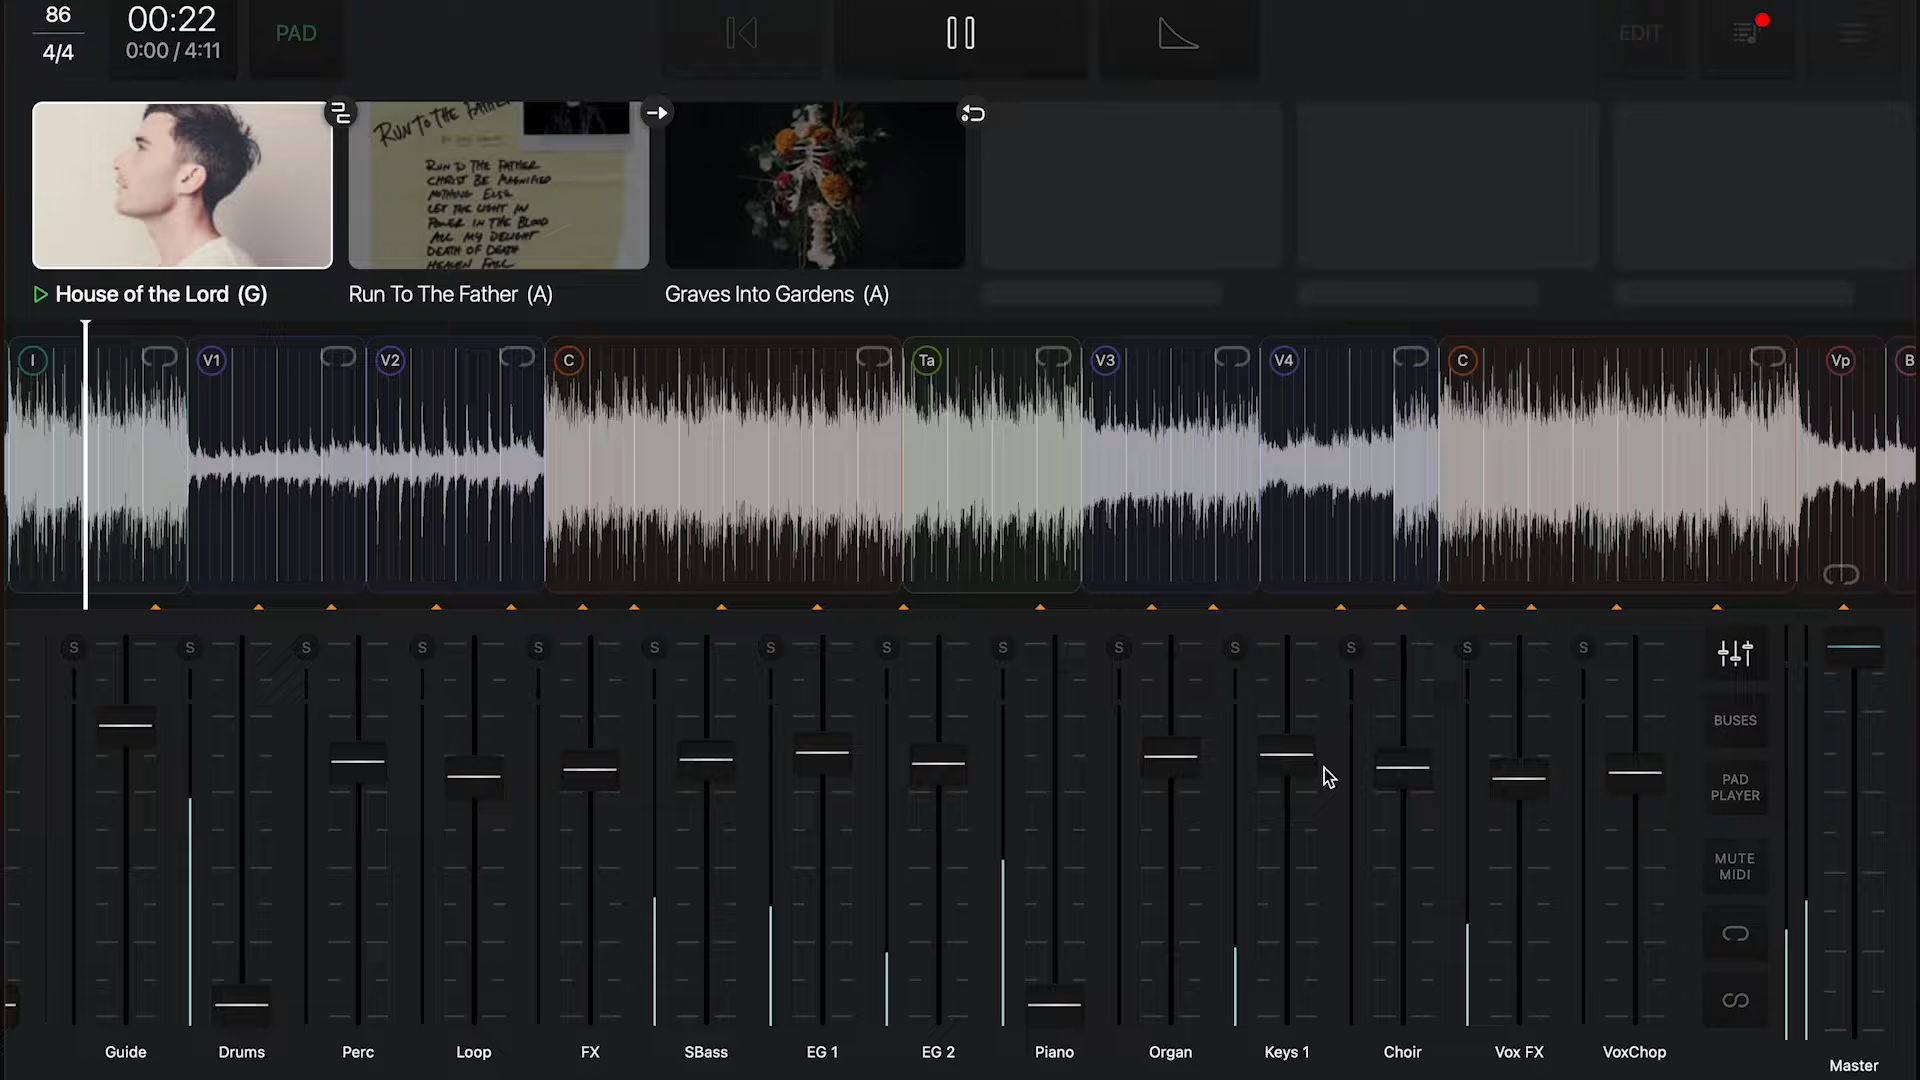 86
4/4
00:22
0:00 / 4:11
PAD
EDIT
RUN TO THE FATHER
RUN TO THE FATHER
CHRIST BE MAGNIFIED
NOTHING ELSE
LET THE LIGHT IN
POWER IN THE BLOOD
ALL MY DELIGHT
DEATH OF DEATH
HEAVEN FALL
House of the Lord (G)
Run To The Father (A)
Graves Into Gardens (A)
I V1 V2 C Ta V3 V4 C Vp B
S S S S S S S S S S S S S S
BUSES
PAD
PLAYER
MUTE
MIDI
Guide Drums Perc Loop FX SBass EG 1 EG 2 Piano Organ Keys 1 Choir Vox FX VoxChop
Master